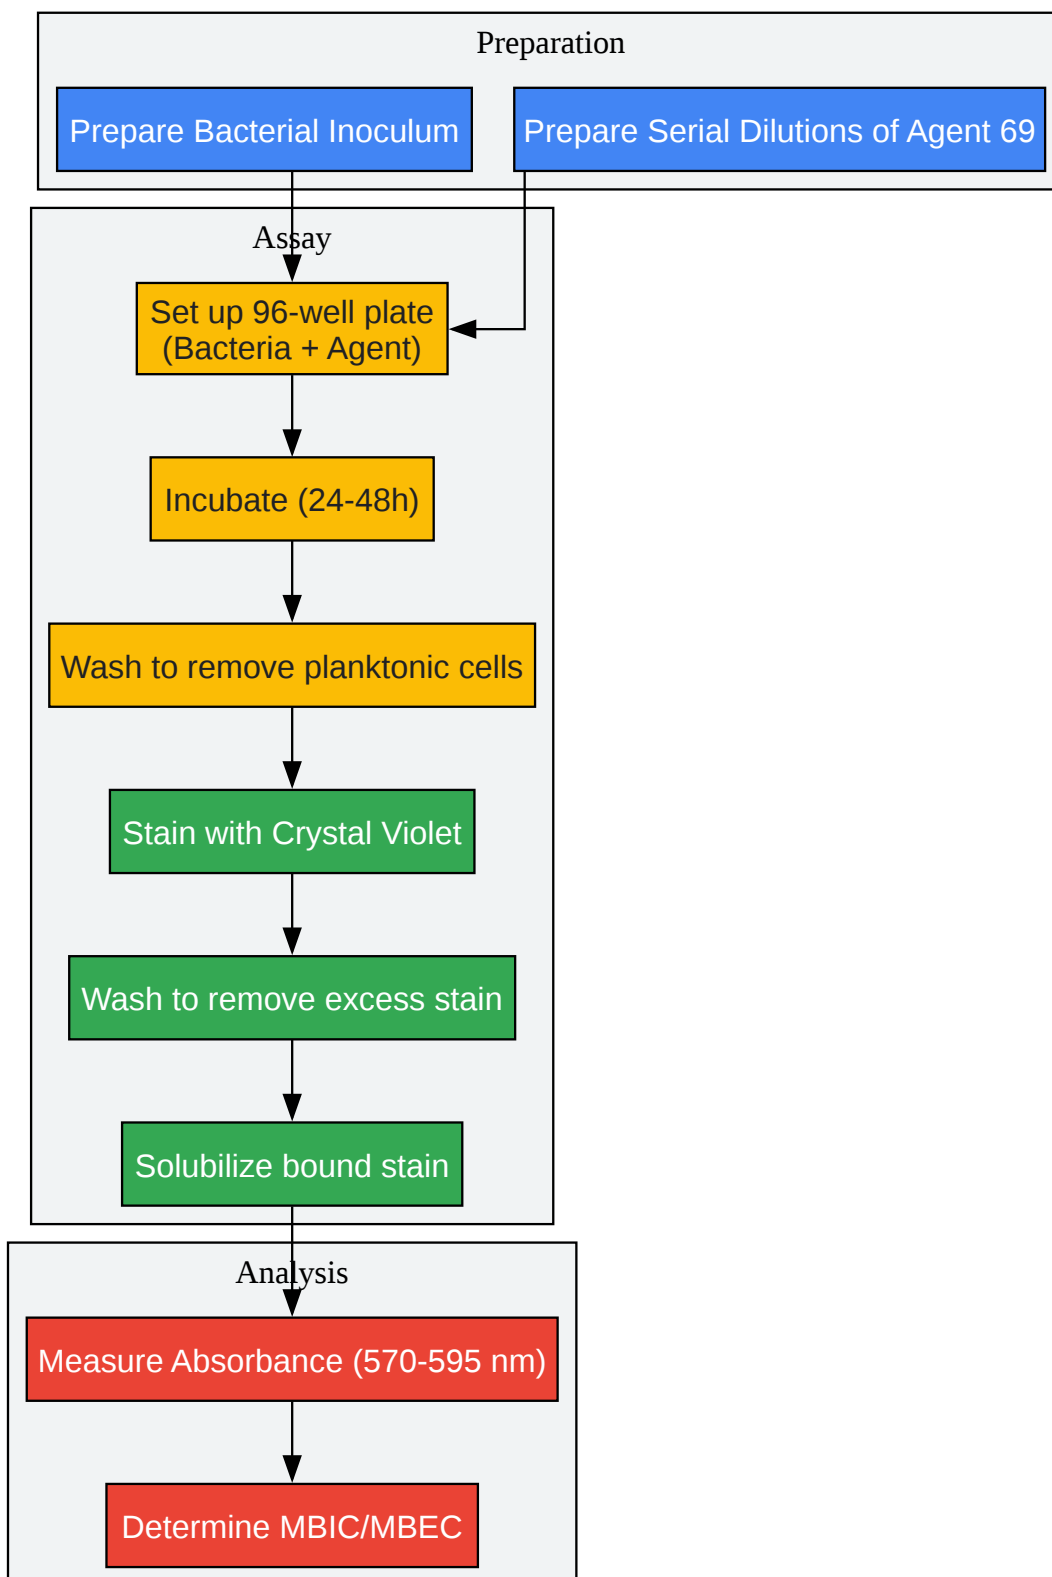 Preparation
Prepare Bacterial Inoculum
Prepare Serial Dilutions of Agent 69
Assay
Set up 96-well plate
(Bacteria + Agent)
Incubate (24-48h)
Wash to remove planktonic cells
Stain with Crystal Violet
Wash to remove excess stain
Solubilize bound stain
Analysis
Measure Absorbance (570-595 nm)
Determine MBIC/MBEC